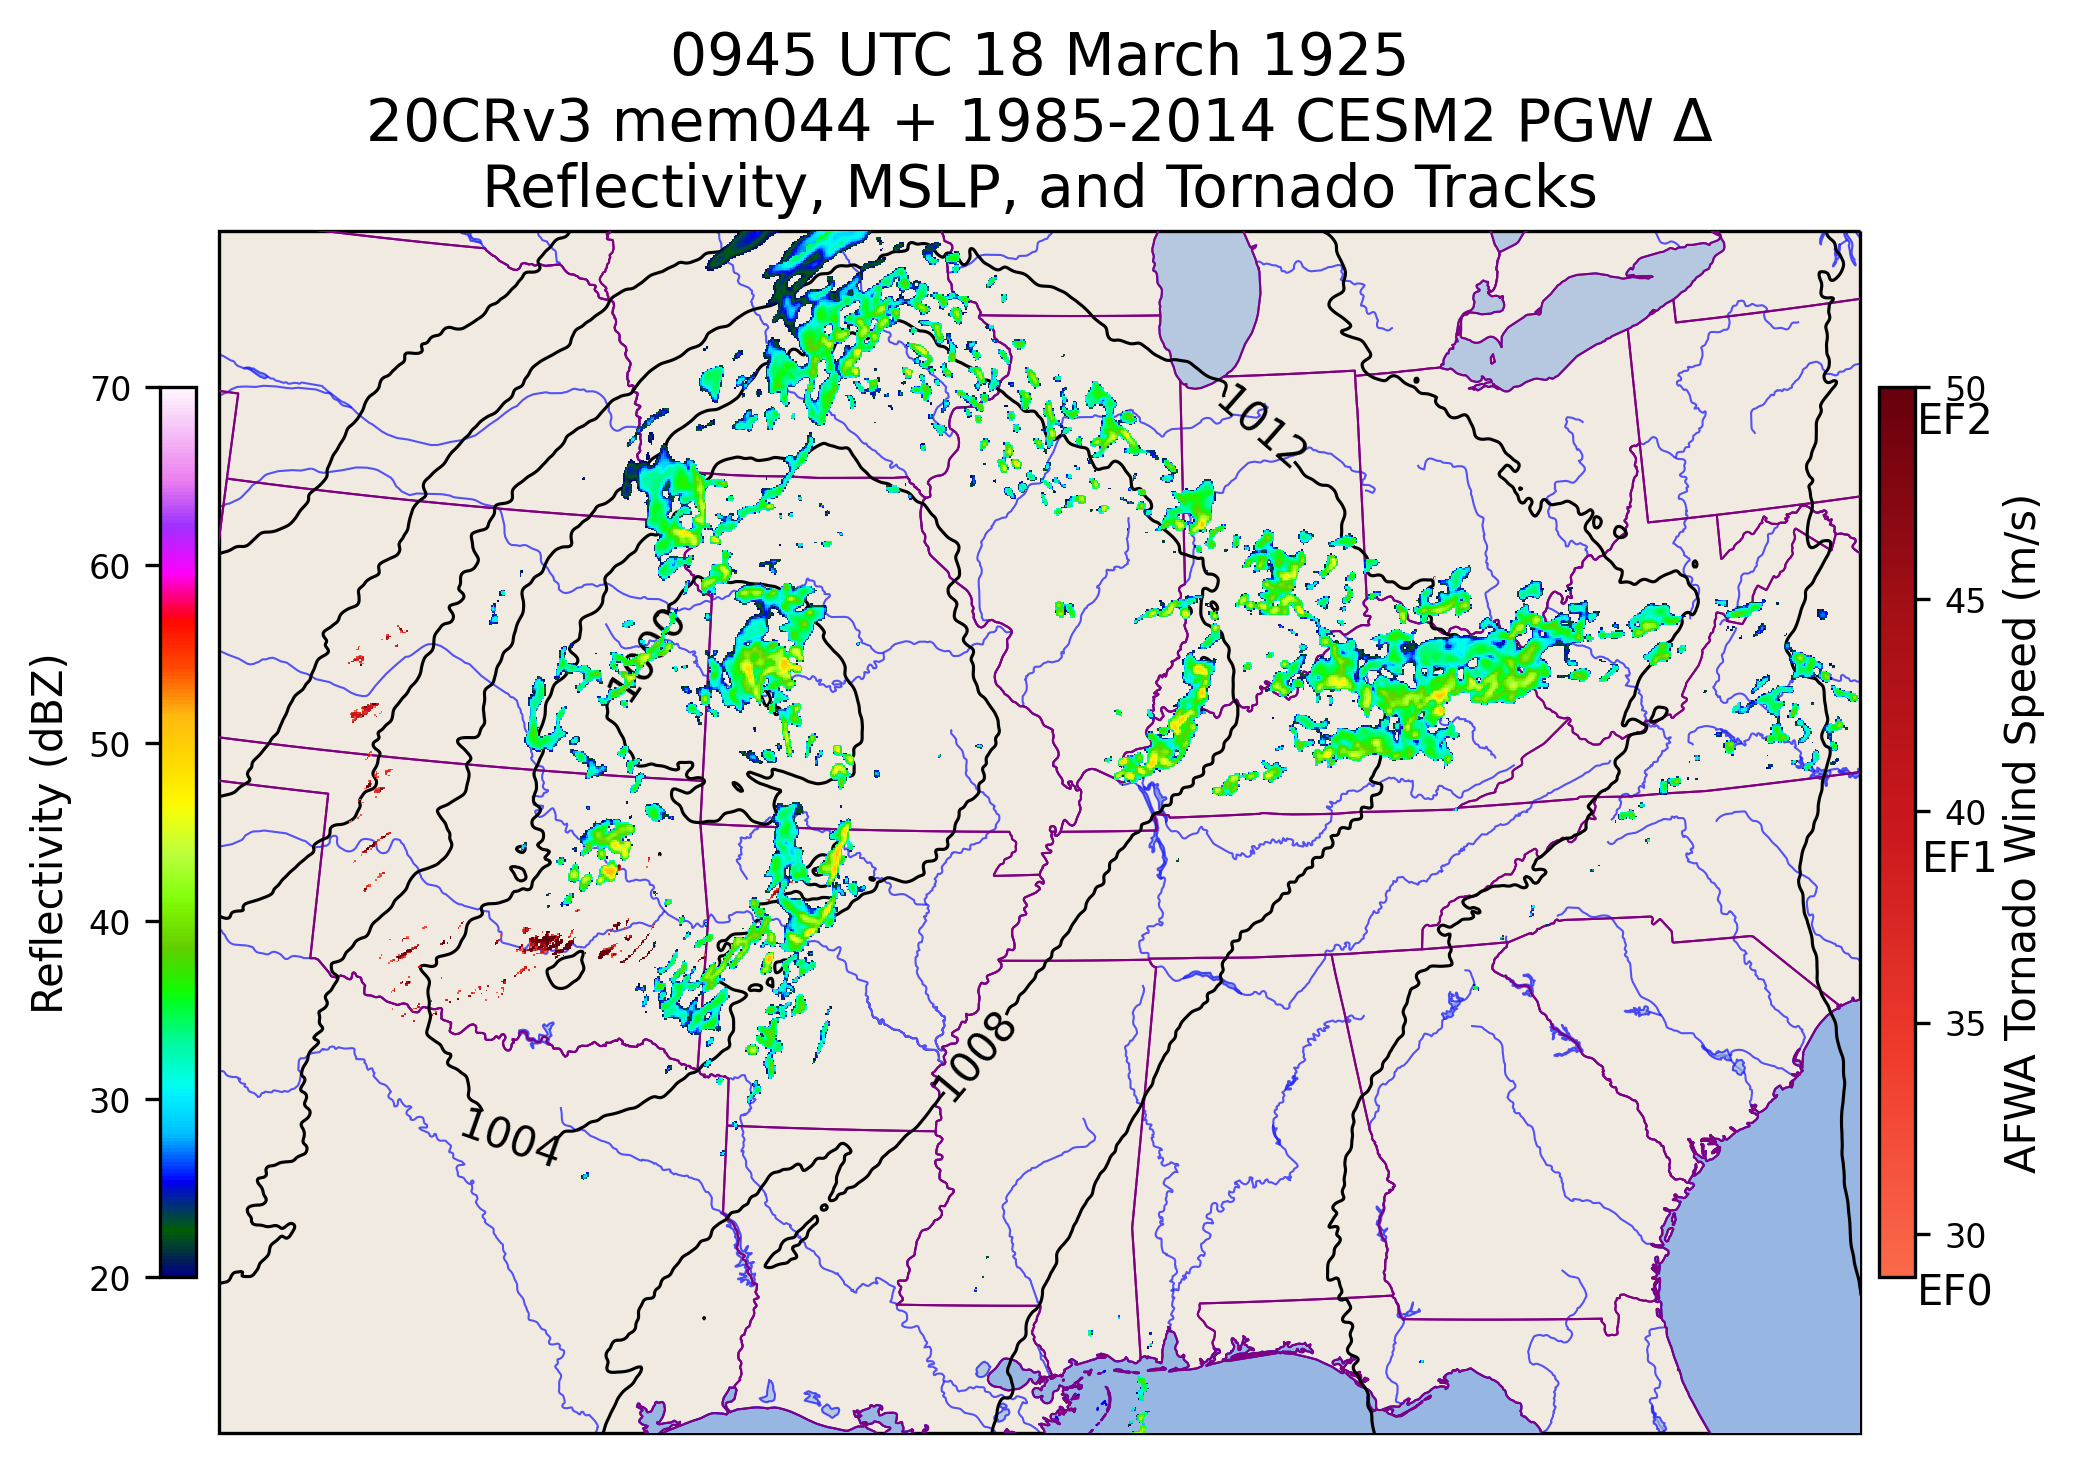 0945 UTC 18 March 1925
20CRv3 mem044 + 1985-2014 CESM2 PGW Δ
Reflectivity, MSLP, and Tornado Tracks
Reflectivity (dBZ)
70
60
50
40
30
20
1012
1000
1008
1004
50
EF2
45
40
EF1
35
30
EF0
AFWA Tornado Wind Speed (m/s)